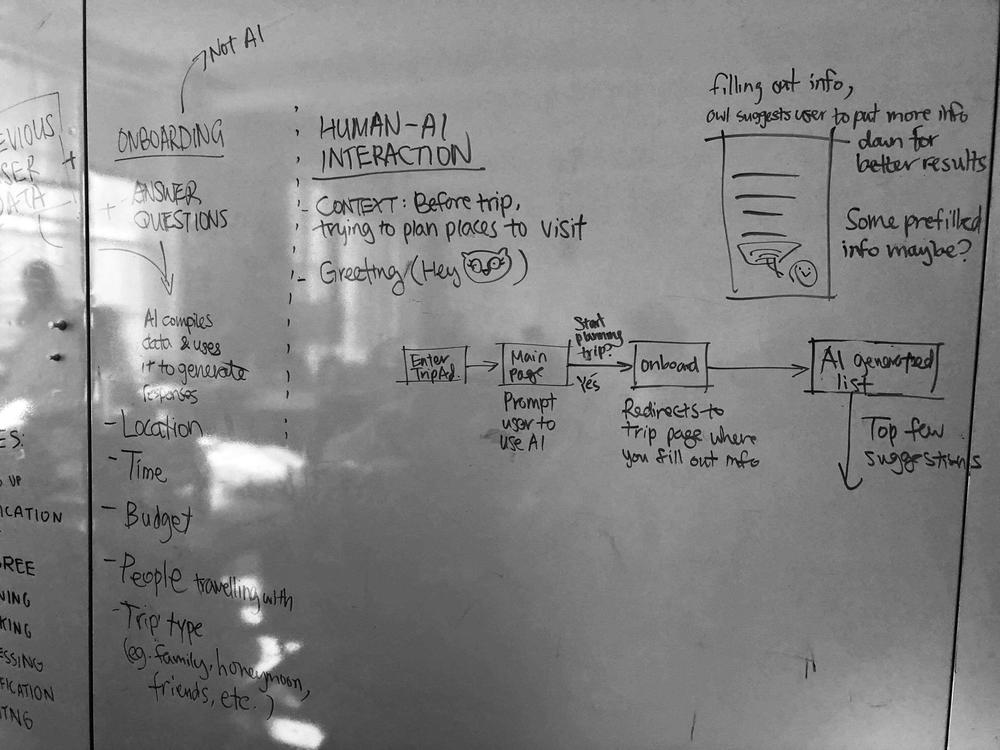 Not AI
ONBOARDING
ANSWER
QUESTIONS
AI compiles
data & uses
it to generate
responses
- Location
- Time
- Budget
- People travelling with
- Trip type
(eg. family, honeymoon,
friends, etc.)
EVIOUS
SER
DATA
+
+
ES:
UP
ICATION
REE
NING
KING
ESSING
FICATION
TNG
HUMAN-AI
INTERACTION
- CONTEXT: Before trip,
trying to plan places to visit
- Greeting (Hey )
filling out info,
owl suggests user to put more info
down for
better results
Some prefilled
info maybe?
Enter
TripAd.
Main
page
Start
planning
trip?
Yes
onboard
AI generated
list
Prompt
user to
use AI
Redirects to
trip page where
you fill out info
Top few
suggestions